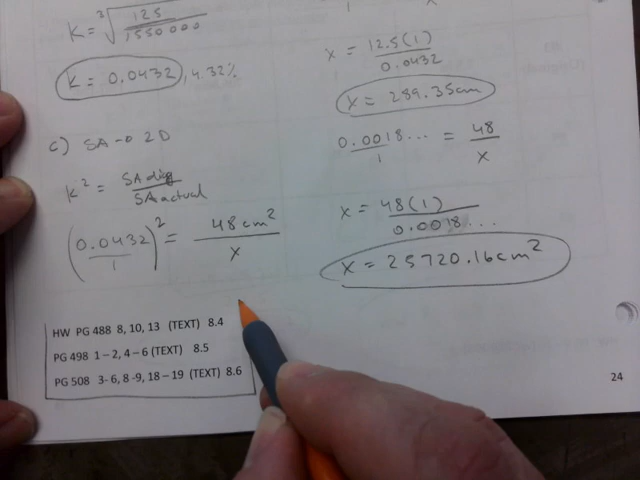 K = ³√125/1550000
K = 0.0432, 4.32%
c) SA → 2D
K² = SA diag/SA actual
(0.0432/1)² = 48cm²/x
x = 12.5(1)/0.0432
x = 289.35cm
0.0018.../1 = 48/x
x = 48(1)/0.0018...
x = 25720.16cm²
HW PG 488 8, 10, 13 (TEXT) 8.4
PG 498 1 – 2, 4 – 6 (TEXT) 8.5
PG 508 3- 6, 8 -9, 18 – 19 (TEXT) 8.6
24